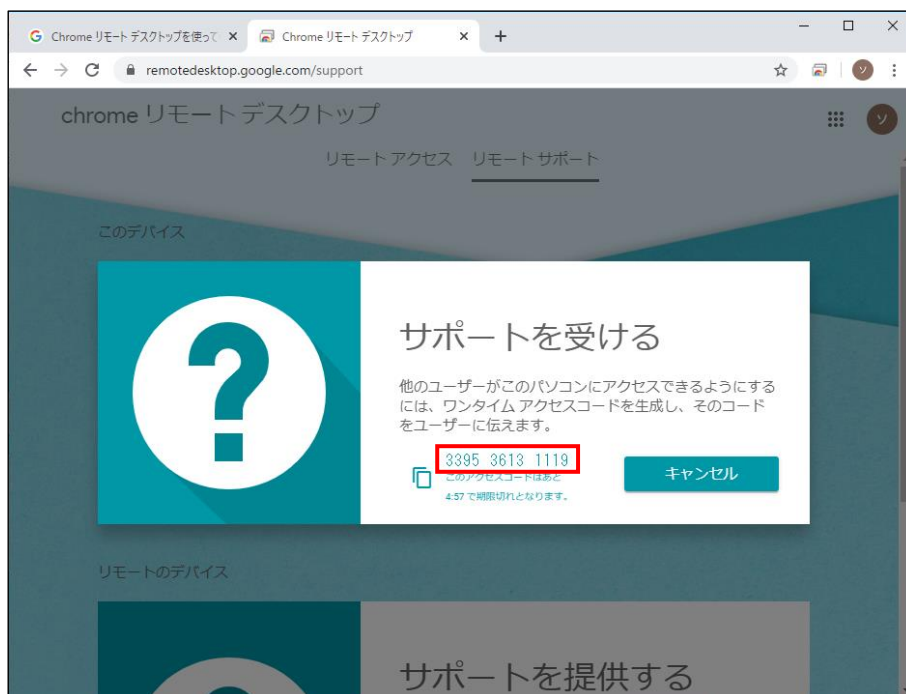 Chrome リモート デスクトップを使って
Chrome リモート デスクトップ
remotedesktop.google.com/support
ソ
chrome リモート デスクトップ
ソ
リモート アクセス リモート サポート
このデバイス
サポートを受ける
他のユーザーがこのパソコンにアクセスできるようにする
には、ワンタイム アクセスコードを生成し、そのコード
をユーザーに伝えます。
3395 3613 1119
このアクセスコードはあと
4:57 で期限切れとなります。
キャンセル
リモートのデバイス
サポートを提供する